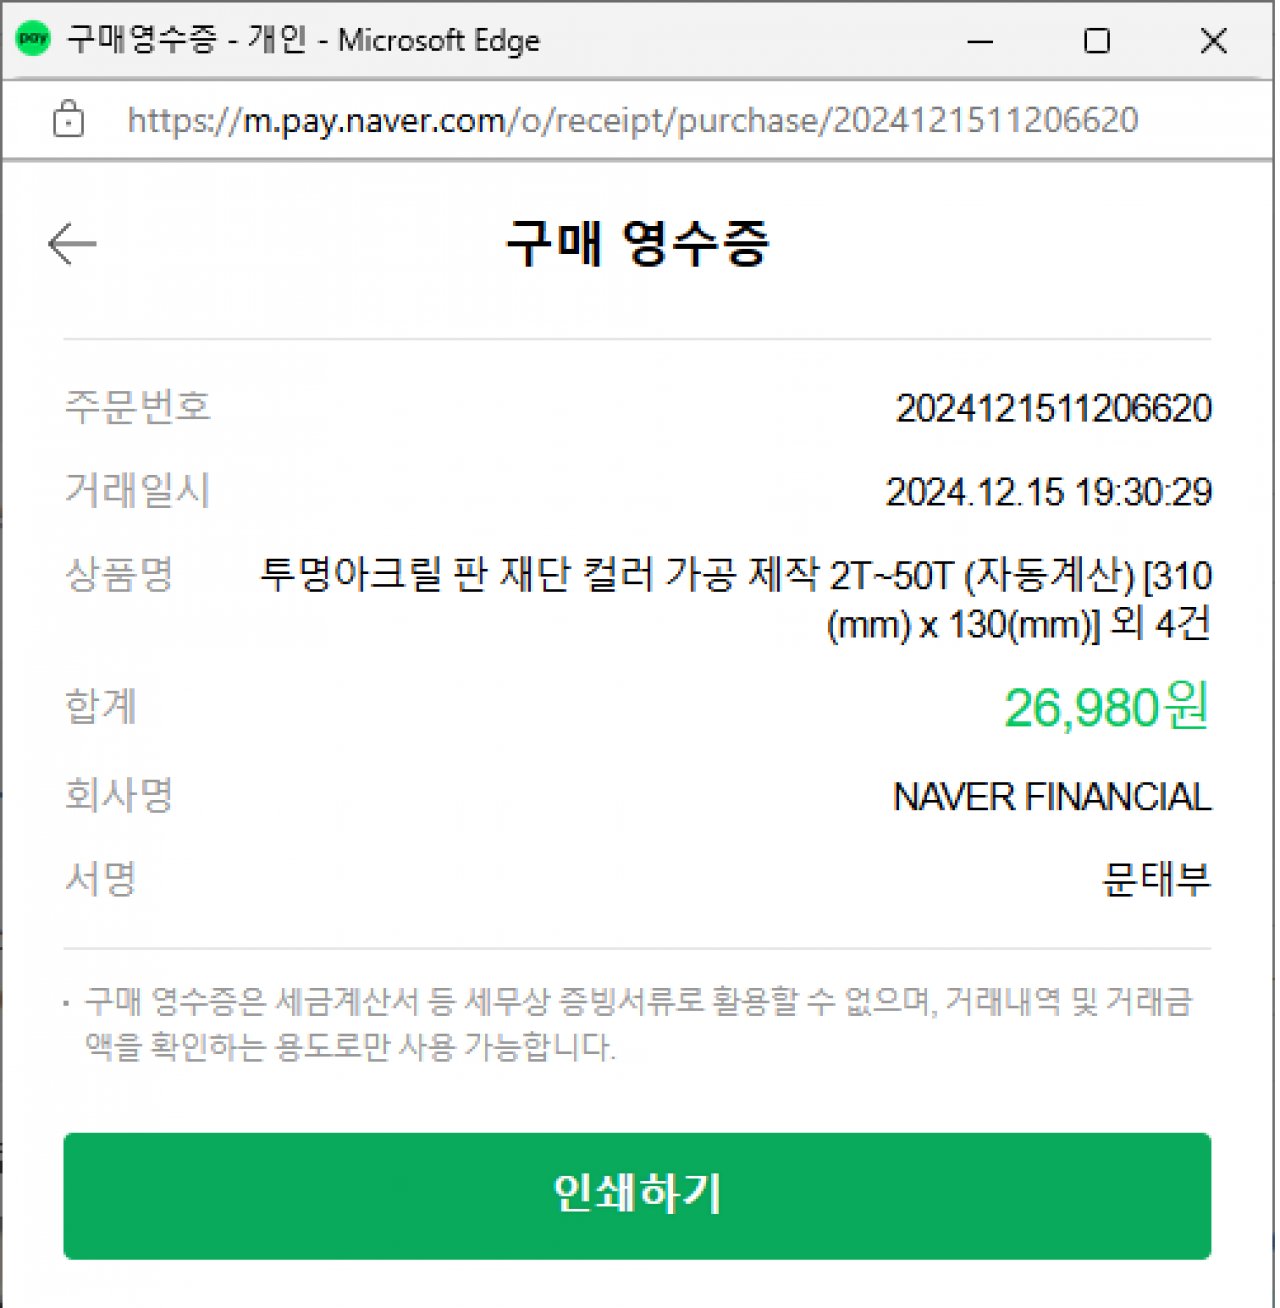 pay 구매영수증 - 개인 - Microsoft Edge
https://m.pay.naver.com/o/receipt/purchase/2024121511206620
구매 영수증
주문번호 2024121511206620
거래일시 2024.12.15 19:30:29
상품명 투명아크릴 판 재단 컬러 가공 제작 2T~50T (자동계산) [310
(mm) x 130(mm)] 외 4건
합계 26,980원
회사명 NAVER FINANCIAL
서명 문태부
· 구매 영수증은 세금계산서 등 세무상 증빙서류로 활용할 수 없으며, 거래내역 및 거래금
액을 확인하는 용도로만 사용 가능합니다.
인쇄하기